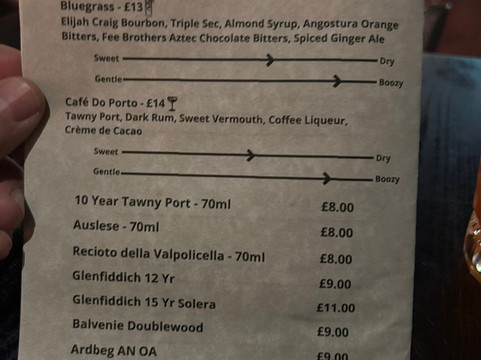 Bluegrass - £13
Elijah Craig Bourbon, Triple Sec, Almond Syrup, Angostura Orange
Bitters, Fee Brothers Aztec Chocolate Bitters, Spiced Ginger Ale
Sweet Dry
Gentle Boozy
Café Do Porto - £14
Tawny Port, Dark Rum, Sweet Vermouth, Coffee Liqueur,
Crème de Cacao
Sweet Dry
Gentle Boozy
10 Year Tawny Port - 70ml £8.00
Auslese - 70ml £8.00
Recioto della Valpolicella - 70ml £8.00
Glenfiddich 12 Yr £9.00
Glenfiddich 15 Yr Solera £11.00
Balvenie Doublewood £9.00
Ardbeg AN OA £9.00